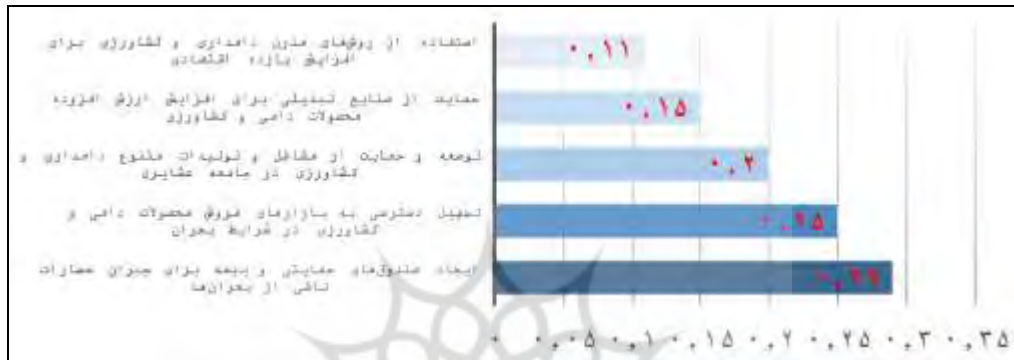 استفاده از روش‌های مدرن دامداری و کشاورزی برای
افزایش بازده اقتصادی
۰,۱۱
حمایت از صنایع تبدیلی برای افزایش ارزش افزوده
محصولات دامی و کشاورزی
۰,۱۵
توسعه و حمایت از مشاغل و تولیدات متنوع دامداری و
کشاورزی در جامعه عشایری
۰,۲
تسهیل دسترسی به بازارهای فروش محصولات دامی و
کشاورزی در شرایط بحران
۰,۲۵
ایجاد صندوق‌های حمایتی و بیمه برای جبران خسارات
ناشی از بحران‌ها
۰ ۰,۰۵ ۰,۱ ۰,۱۵ ۰,۲ ۰,۲۵ ۰,۳ ۰,۳۵